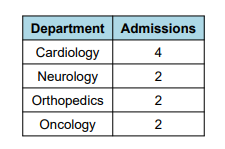 Department Admissions
Cardiology 4
Neurology 2
Orthopedics 2
Oncology 2